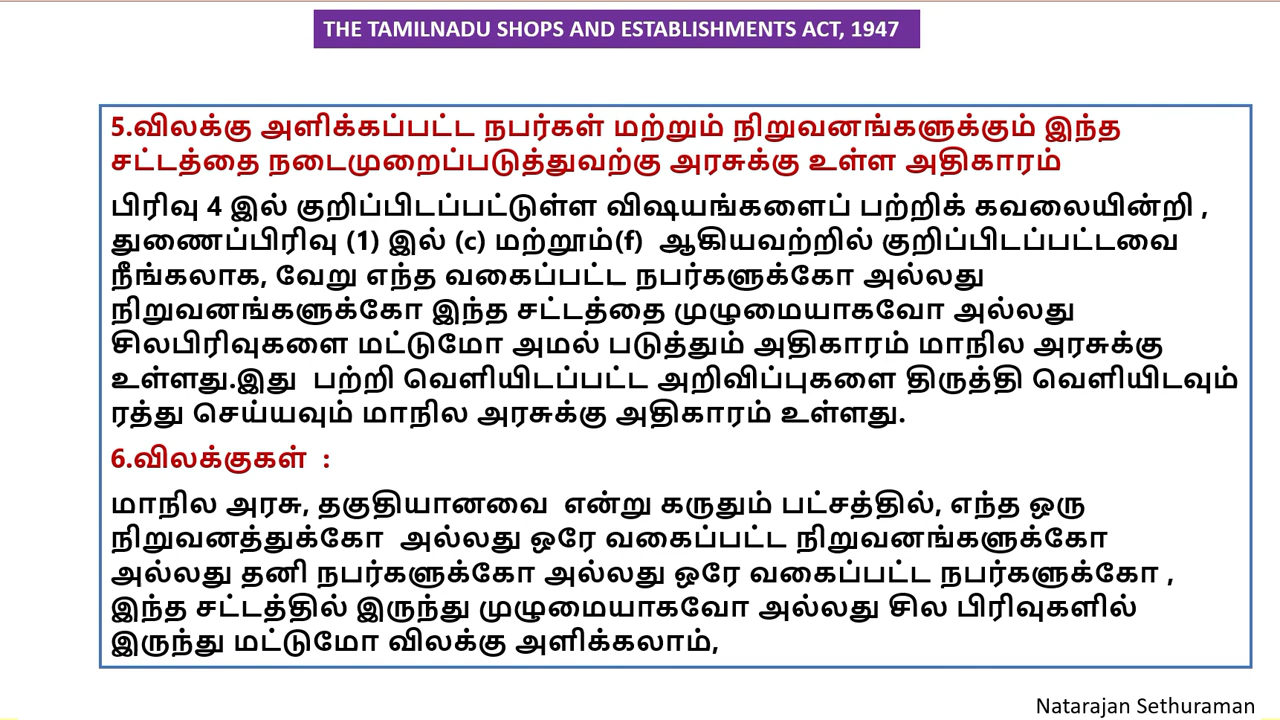 THE TAMILNADU SHOPS AND ESTABLISHMENTS ACT, 1947
5.விலக்கு அளிக்கப்பட்ட நபர்கள் மற்றும் நிறுவனங்களுக்கும் இந்த
சட்டத்தை நடைமுறைப்படுத்துவற்கு அரசுக்கு உள்ள அதிகாரம்
பிரிவு 4 இல் குறிப்பிடப்பட்டுள்ள விஷயங்களைப் பற்றிக் கவலையின்றி ,
துணைப்பிரிவு (1) இல் (c) மற்றூம்(f) ஆகியவற்றில் குறிப்பிடப்பட்டவை
நீங்கலாக, வேறு எந்த வகைப்பட்ட நபர்களுக்கோ அல்லது
நிறுவனங்களுக்கோ இந்த சட்டத்தை முழுமையாகவோ அல்லது
சிலபிரிவுகளை மட்டுமோ அமல் படுத்தும் அதிகாரம் மாநில அரசுக்கு
உள்ளது.இது பற்றி வெளியிடப்பட்ட அறிவிப்புகளை திருத்தி வெளியிடவும்
ரத்து செய்யவும் மாநில அரசுக்கு அதிகாரம் உள்ளது.
6.விலக்குகள் :
மாநில அரசு, தகுதியானவை என்று கருதும் பட்சத்தில், எந்த ஒரு
நிறுவனத்துக்கோ அல்லது ஒரே வகைப்பட்ட நிறுவனங்களுக்கோ
அல்லது தனி நபர்களுக்கோ அல்லது ஒரே வகைப்பட்ட நபர்களுக்கோ ,
இந்த சட்டத்தில் இருந்து முழுமையாகவோ அல்லது சில பிரிவுகளில்
இருந்து மட்டுமோ விலக்கு அளிக்கலாம்,
Natarajan Sethuraman